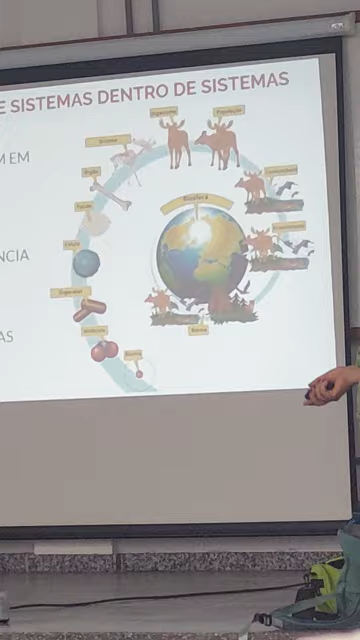 E SISTEMAS DENTRO DE SISTEMAS
M EM
NCIA
AS
Organismo
População
Sistema
Órgão
Comunidade
Tecido
Biosfera
Célula
Ecossistema
Organelas
Molécula
Bioma
Átomo